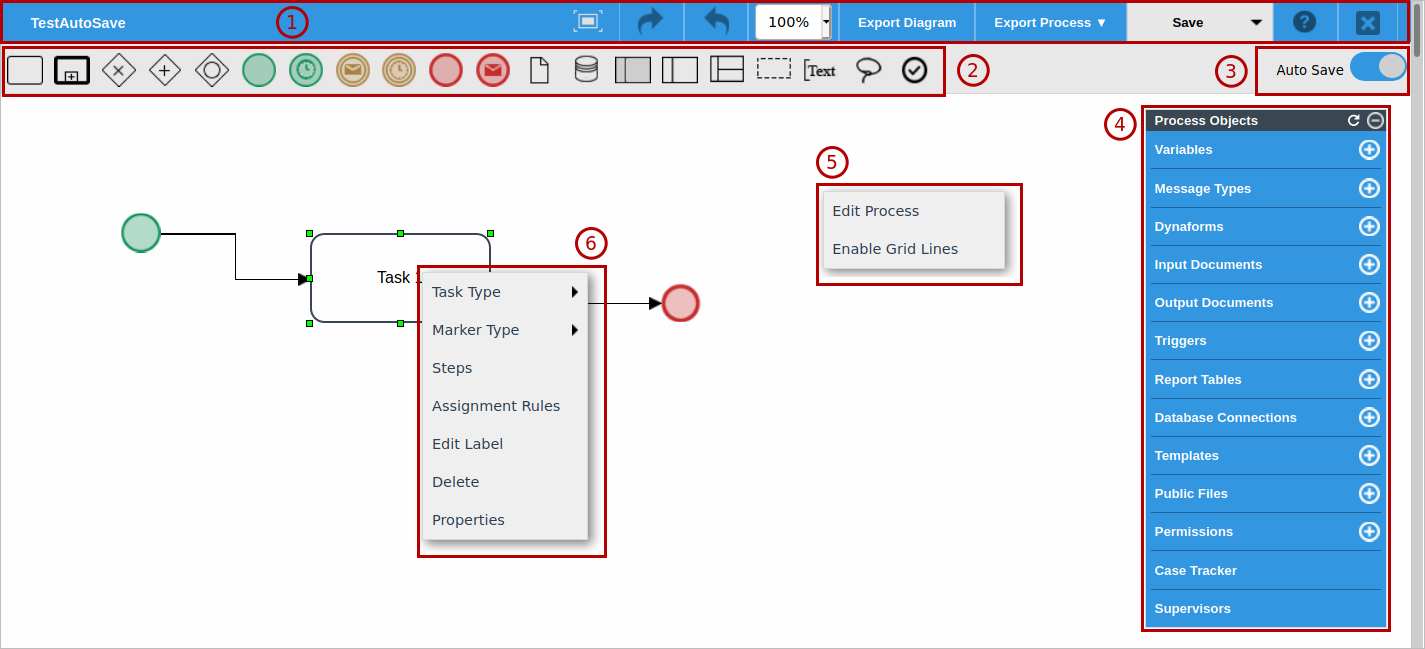 TestAutoSave
1
100%
Export Diagram
Export Process ▼
Save
?
Text
2
3
Auto Save
4
Process Objects
Variables
Message Types
Dynaforms
Input Documents
Output Documents
Triggers
Report Tables
Database Connections
Templates
Public Files
Permissions
Case Tracker
Supervisors
5
Edit Process
Enable Grid Lines
6
Task 1
Task Type
Marker Type
Steps
Assignment Rules
Edit Label
Delete
Properties